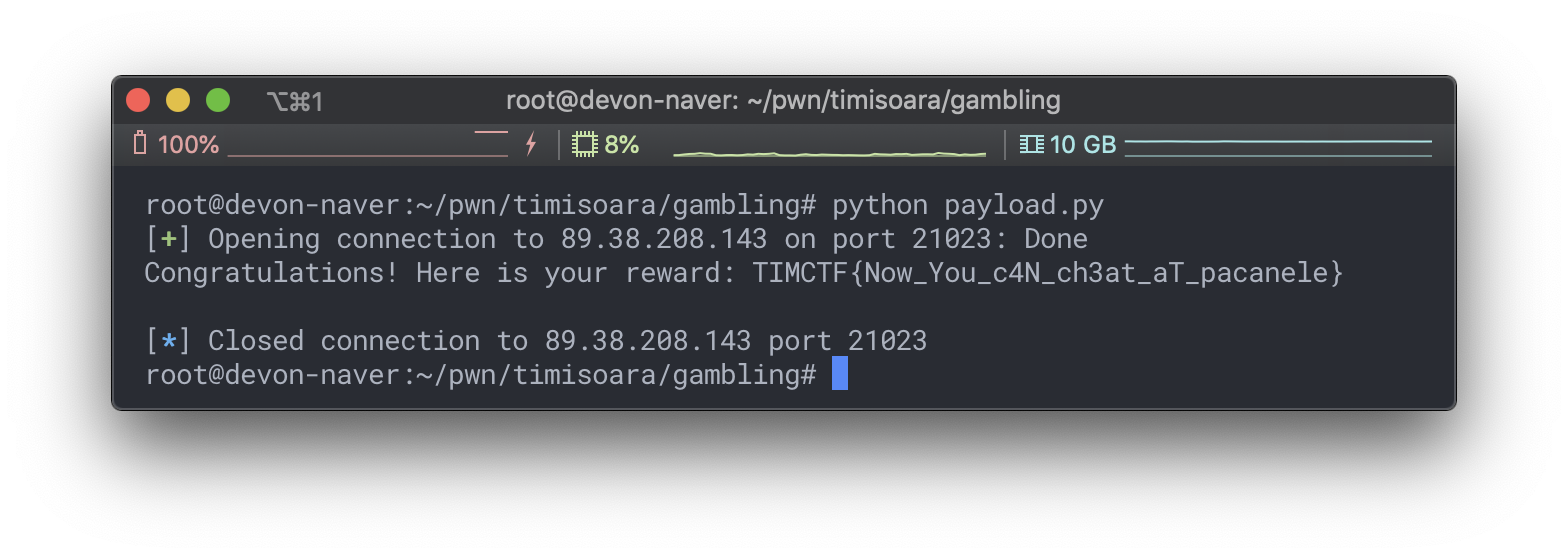 ⌥⌘1 root@devon-naver: ~/pwn/timisoara/gambling
100% 8% 10 GB
root@devon-naver:~/pwn/timisoara/gambling# python payload.py
[+] Opening connection to 89.38.208.143 on port 21023: Done
Congratulations! Here is your reward: TIMCTF{Now_You_c4N_ch3at_aT_pacanele}
[*] Closed connection to 89.38.208.143 port 21023
root@devon-naver:~/pwn/timisoara/gambling#